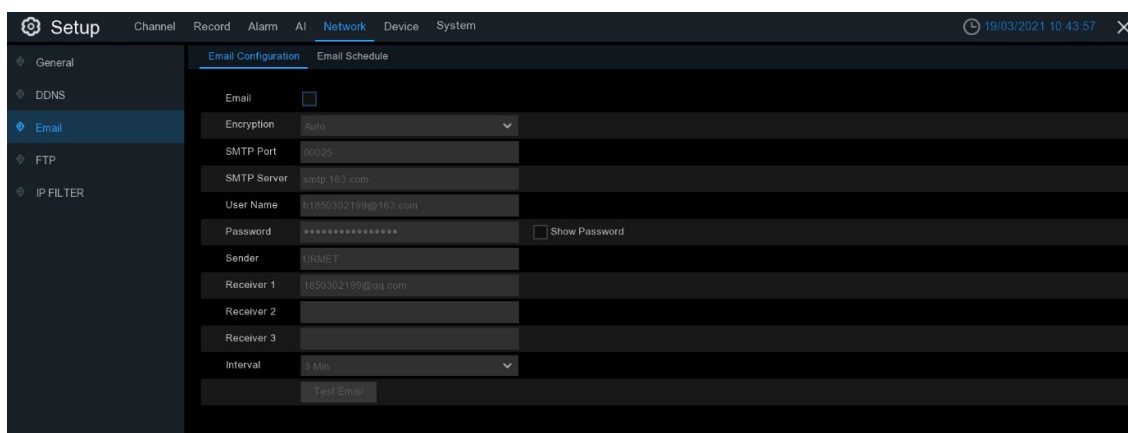 Setup Channel Record Alarm AI Network Device System 19/03/2021 10:43:57
General
DDNS
Email
FTP
IP FILTER
Email Configuration Email Schedule
Email
Encryption Auto
SMTP Port 00025
SMTP Server smtp.163.com
User Name h1850302199@163.com
Password •••••••••••••••• Show Password
Sender URMET
Receiver 1 1850302199@qq.com
Receiver 2
Receiver 3
Interval 3 Min
Test Email